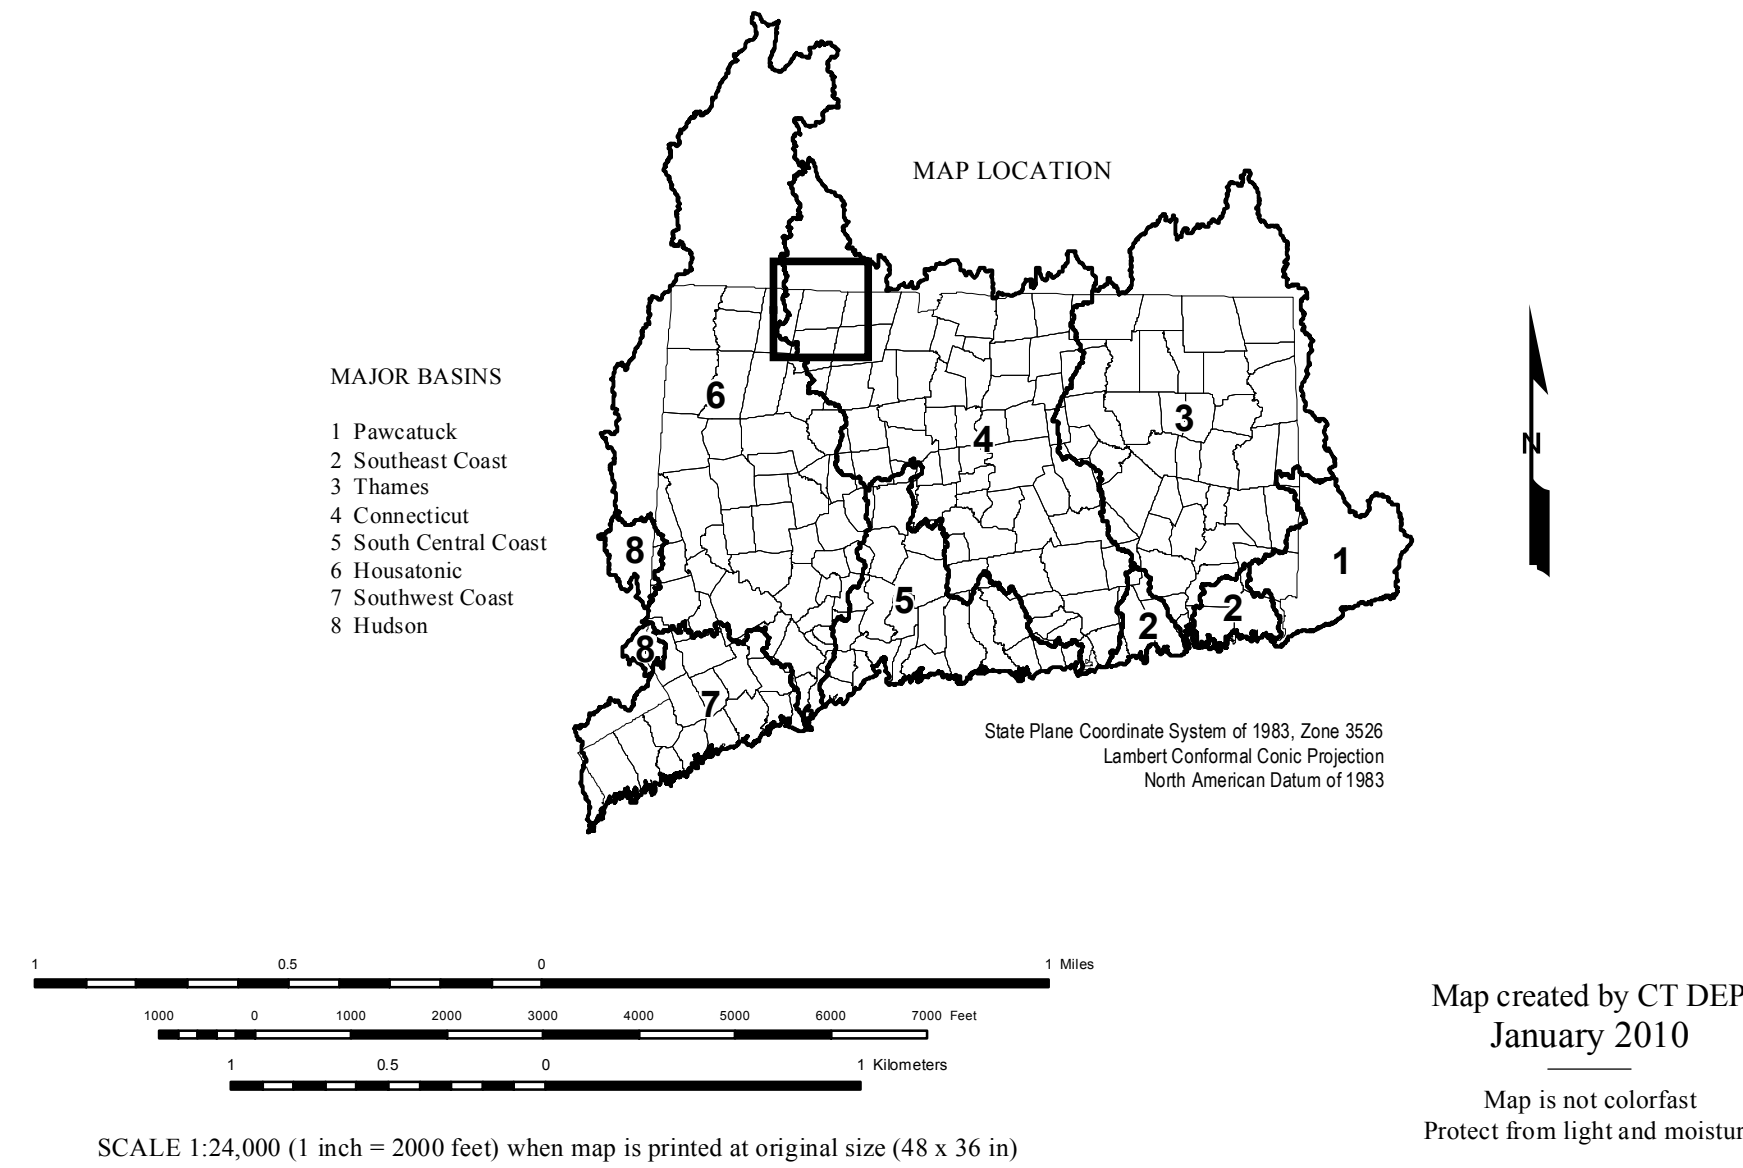 MAP LOCATION
MAJOR BASINS
1 Pawcatuck
2 Southeast Coast
3 Thames
4 Connecticut
5 South Central Coast
6 Housatonic
7 Southwest Coast
8 Hudson
6
3
4
N
8
1
5
2
2
8
7
State Plane Coordinate System of 1983, Zone 3526
Lambert Conformal Conic Projection
North American Datum of 1983
1 0.5 0 1 Miles
1000 0 1000 2000 3000 4000 5000 6000 7000 Feet
1 0.5 0 1 Kilometers
SCALE 1:24,000 (1 inch = 2000 feet) when map is printed at original size (48 x 36 in)
Map created by CT DEP
January 2010
Map is not colorfast
Protect from light and moistur